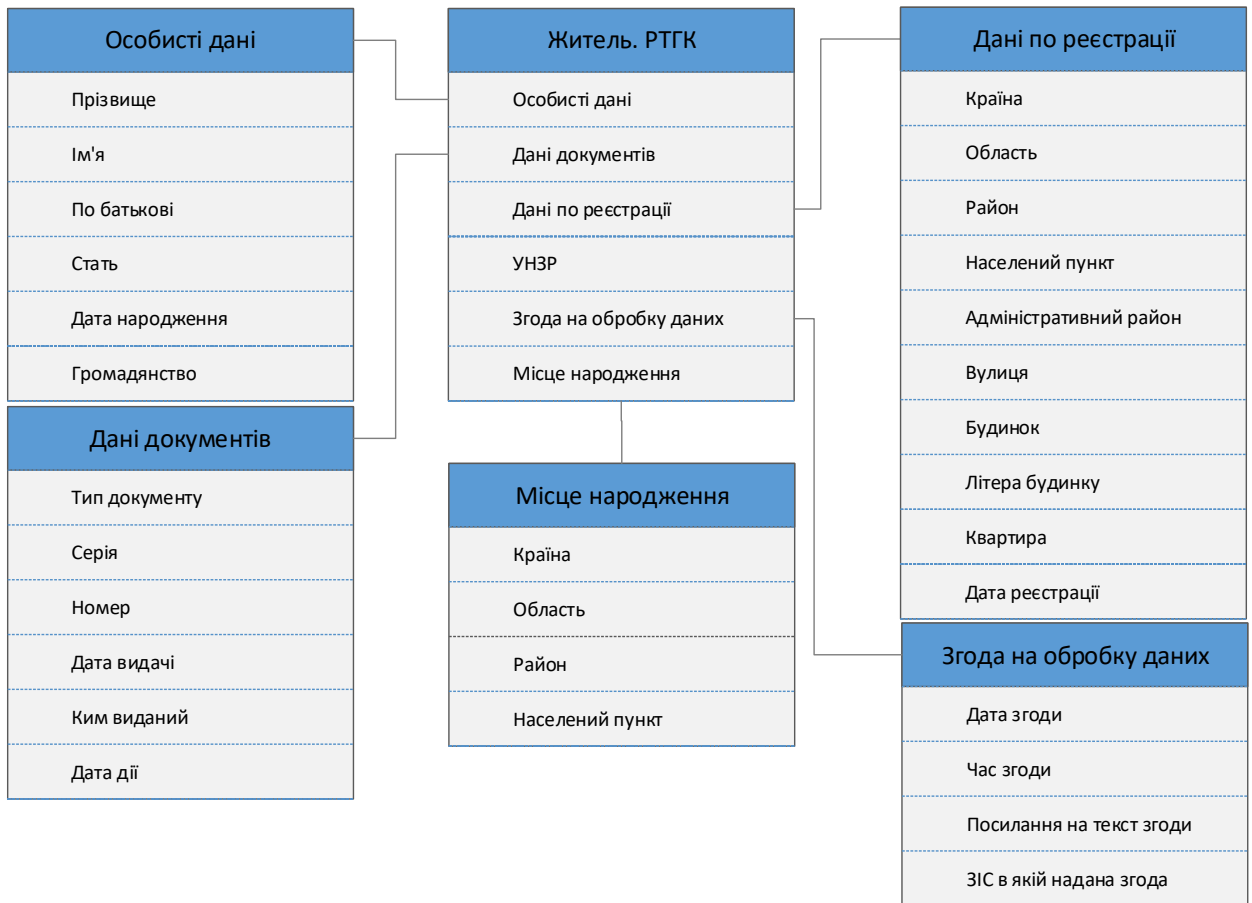 Особисті дані
Прізвище
Ім'я
По батькові
Стать
Дата народження
Громадянство
Дані документів
Тип документу
Серія
Номер
Дата видачі
Ким виданий
Дата дії
Житель. РТГК
Особисті дані
Дані документів
Дані по реєстрації
УНЗР
Згода на обробку даних
Місце народження
Місце народження
Країна
Область
Район
Населений пункт
Дані по реєстрації
Країна
Область
Район
Населений пункт
Адміністративний район
Вулиця
Будинок
Літера будинку
Квартира
Дата реєстрації
Згода на обробку даних
Дата згоди
Час згоди
Посилання на текст згоди
ЗІС в якій надана згода